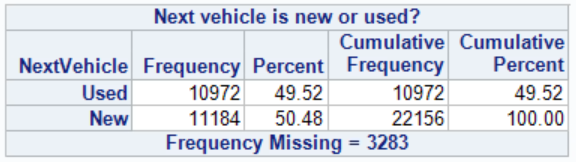 Next vehicle is new or used?
Cumulative Cumulative
NextVehicle Frequency Percent Frequency Percent
Used 10972 49.52 10972 49.52
New 11184 50.48 22156 100.00
Frequency Missing = 3283